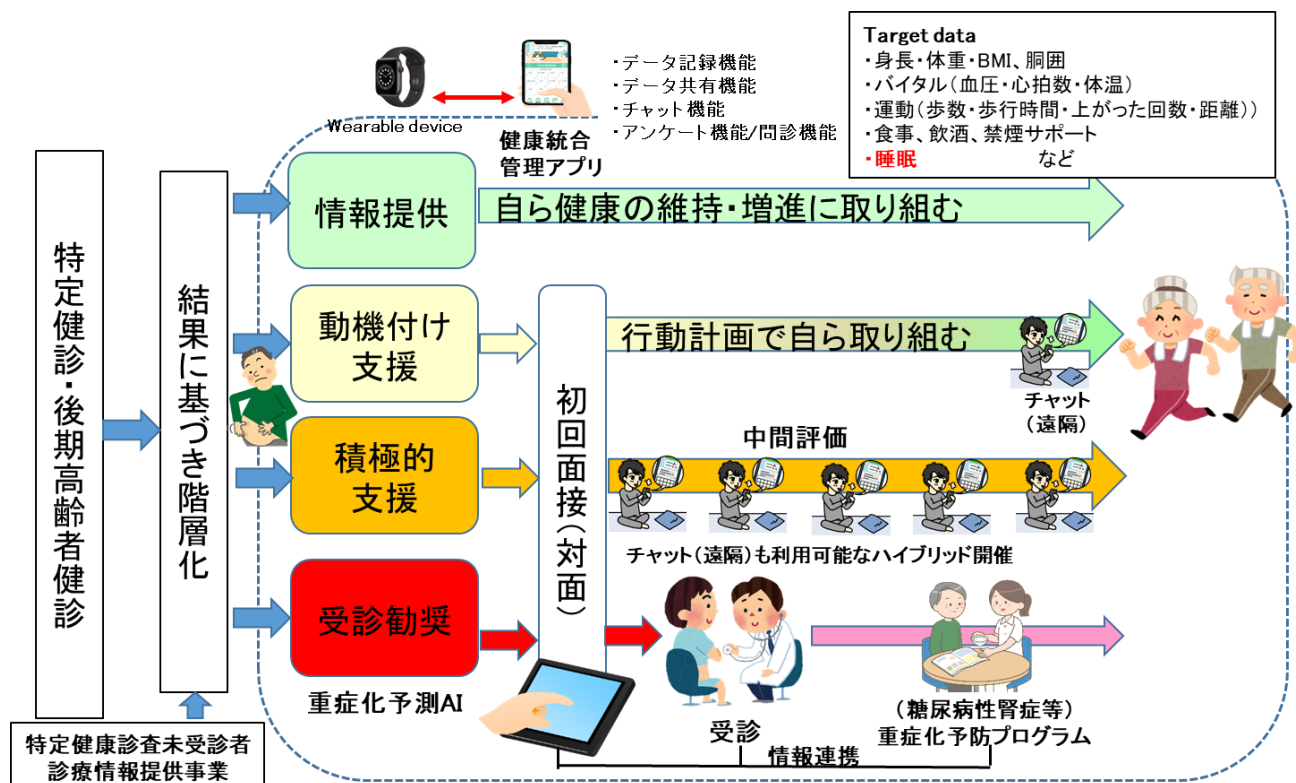 Wearable device
健康統合
管理アプリ
・データ記録機能
・データ共有機能
・チャット機能
・アンケート機能/問診機能
Target data
・身長・体重・BMI、胴囲
・バイタル(血圧・心拍数・体温)
・運動(歩数・歩行時間・上がった回数・距離))
・食事、飲酒、禁煙サポート
・睡眠　など
特定健診・後期高齢者健診
結果に基づき階層化
情報提供
自ら健康の維持・増進に取り組む
動機付け
支援
初回面接(対面)
行動計画で自ら取り組む
チャット
(遠隔)
積極的
支援
中間評価
チャット(遠隔)も利用可能なハイブリッド開催
受診勧奨
重症化予測AI
受診
(糖尿病性腎症等)
重症化予防プログラム
情報連携
特定健康診査未受診者
診療情報提供事業